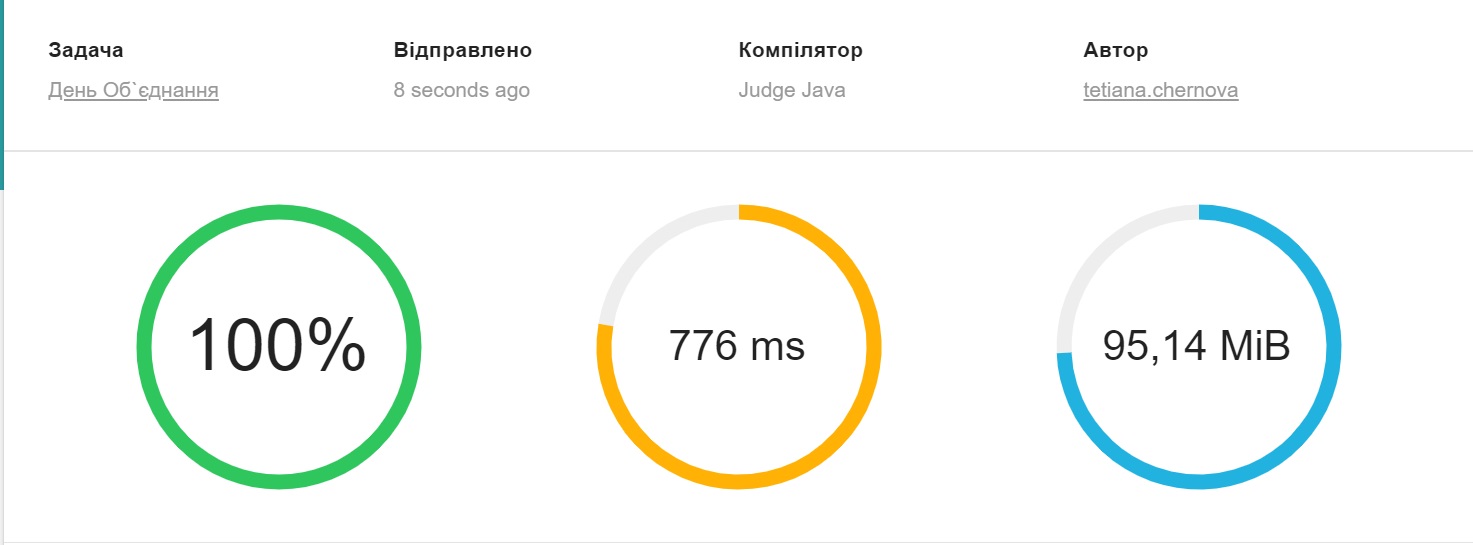 Задача
Відправлено
Компілятор
Автор
День Об`єднання
8 seconds ago
Judge Java
tetiana.chernova
100%
776 ms
95,14 MiB